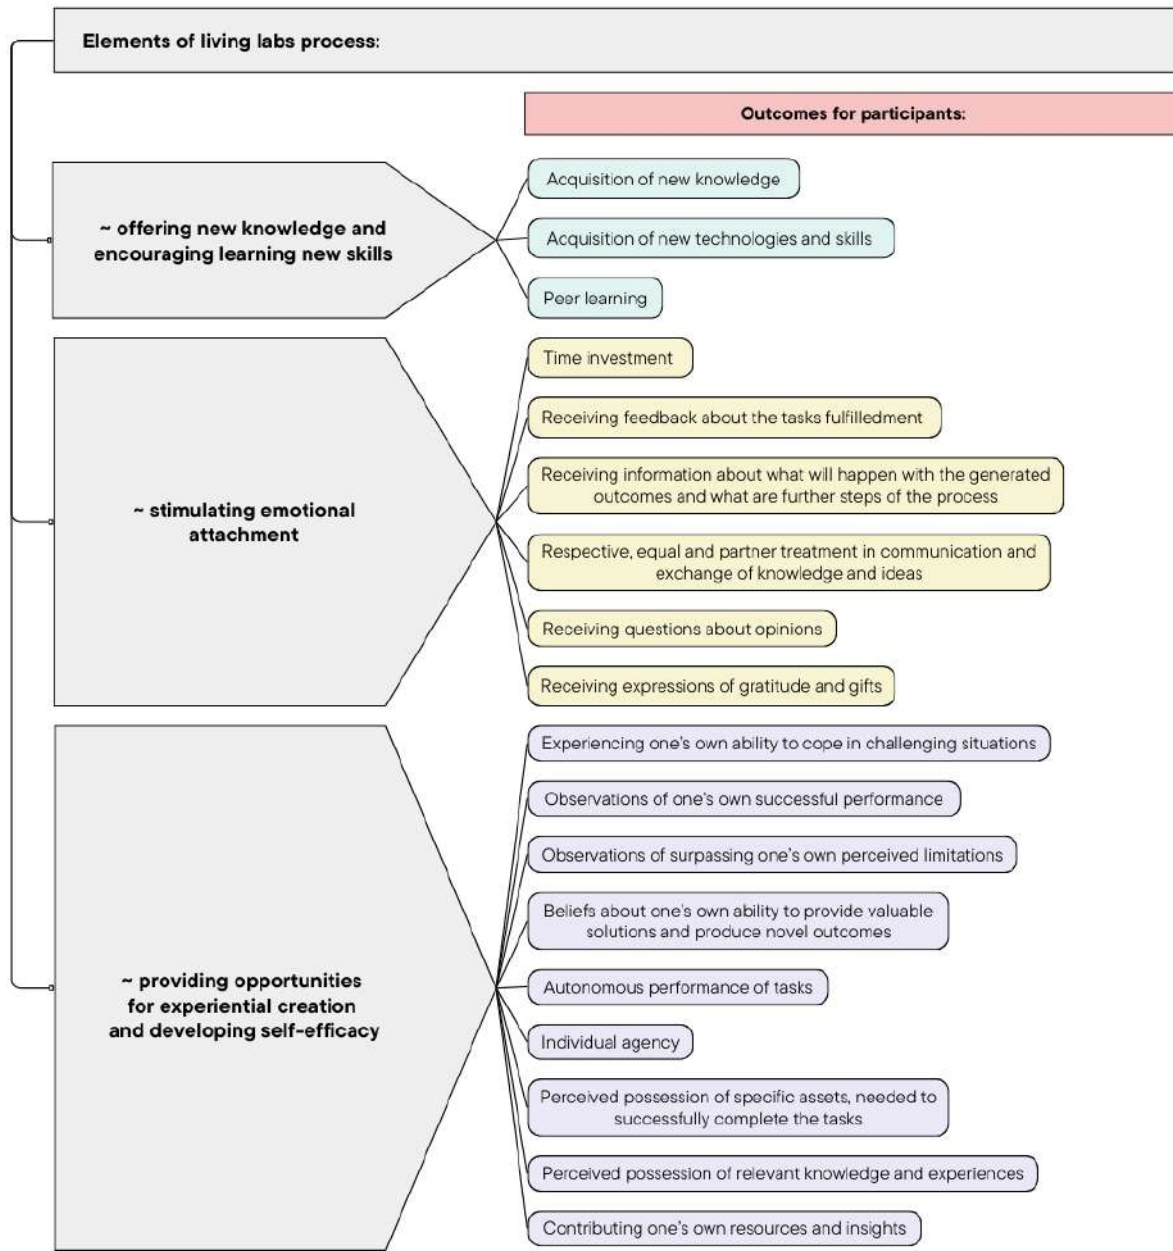 Elements of living labs process:
Outcomes for participants:
~ offering new knowledge and
encouraging learning new skills
Acquisition of new knowledge
Acquisition of new technologies and skills
Peer learning
~ stimulating emotional
attachment
Time investment
Receiving feedback about the tasks fulfilledment
Receiving information about what will happen with the generated
outcomes and what are further steps of the process
Respective, equal and partner treatment in communication and
exchange of knowledge and ideas
Receiving questions about opinions
Receiving expressions of gratitude and gifts
~ providing opportunities
for experiential creation
and developing self-efficacy
Experiencing one's own ability to cope in challenging situations
Observations of one's own successful performance
Observations of surpassing one's own perceived limitations
Beliefs about one's own ability to provide valuable
solutions and produce novel outcomes
Autonomous performance of tasks
Individual agency
Perceived possession of specific assets, needed to
successfully complete the tasks
Perceived possession of relevant knowledge and experiences
Contributing one's own resources and insights